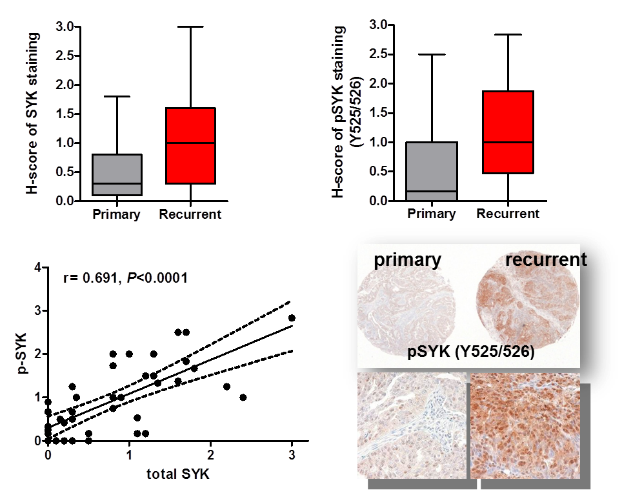 H-score of SYK staining
3.0
2.5
2.0
1.5
1.0
0.5
0.0
Primary Recurrent
H-score of pSYK staining
(Y525/526)
3.0
2.5
2.0
1.5
1.0
0.5
0.0
Primary Recurrent
r= 0.691, P<0.0001
p-SYK
4
3
2
1
0
0 1 2 3
total SYK
primary recurrent
pSYK (Y525/526)